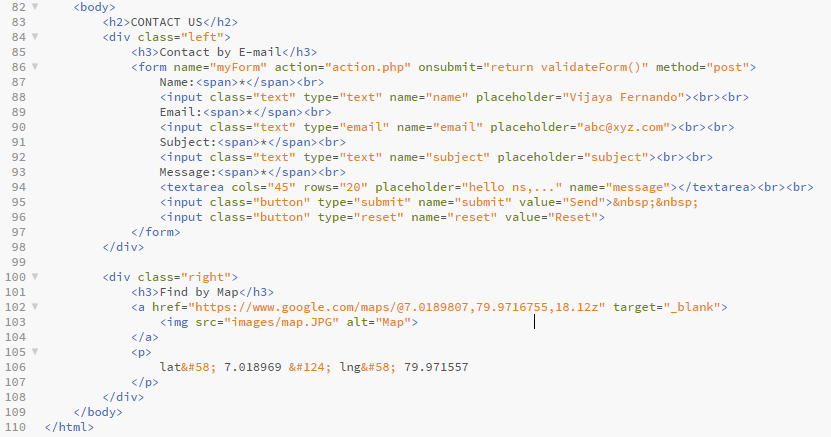 82 <body>
83 <h2>CONTACT US</h2>
84 <div class="left">
85 <h3>Contact by E-mail</h3>
86 <form name="myForm" action="action.php" onsubmit="return validateForm()" method="post">
87 Name:<span>*</span><br>
88 <input class="text" type="text" name="name" placeholder="Vijaya Fernando"><br><br>
89 Email:<span>*</span><br>
90 <input class="text" type="email" name="email" placeholder="abc@xyz.com"><br><br>
91 Subject:<span>*</span><br>
92 <input class="text" type="text" name="subject" placeholder="subject"><br><br>
93 Message:<span>*</span><br>
94 <textarea cols="45" rows="20" placeholder="hello ns,..." name="message"></textarea><br><br>
95 <input class="button" type="submit" name="submit" value="Send">&nbsp;&nbsp;
96 <input class="button" type="reset" name="reset" value="Reset">
97 </form>
98 </div>
99
100 <div class="right">
101 <h3>Find by Map</h3>
102 <a href="https://www.google.com/maps/@7.0189807,79.9716755,18.12z" target="_blank">
103 <img src="images/map.JPG" alt="Map">
104 </a>
105 <p>
106 lat&#58; 7.018969 &#124; lng&#58; 79.971557
107 </p>
108 </div>
109 </body>
110 </html>